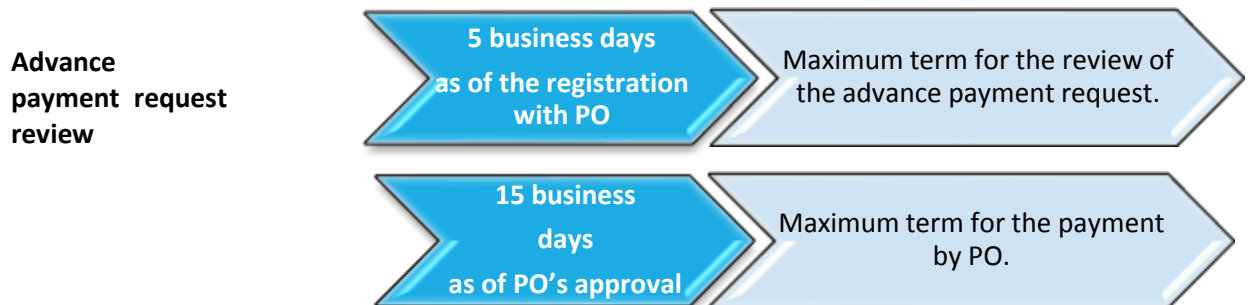 Advance
payment request
review
5 business days
as of the registration
with PO
Maximum term for the review of
the advance payment request.
15 business
days
as of PO’s approval
Maximum term for the payment
by PO.